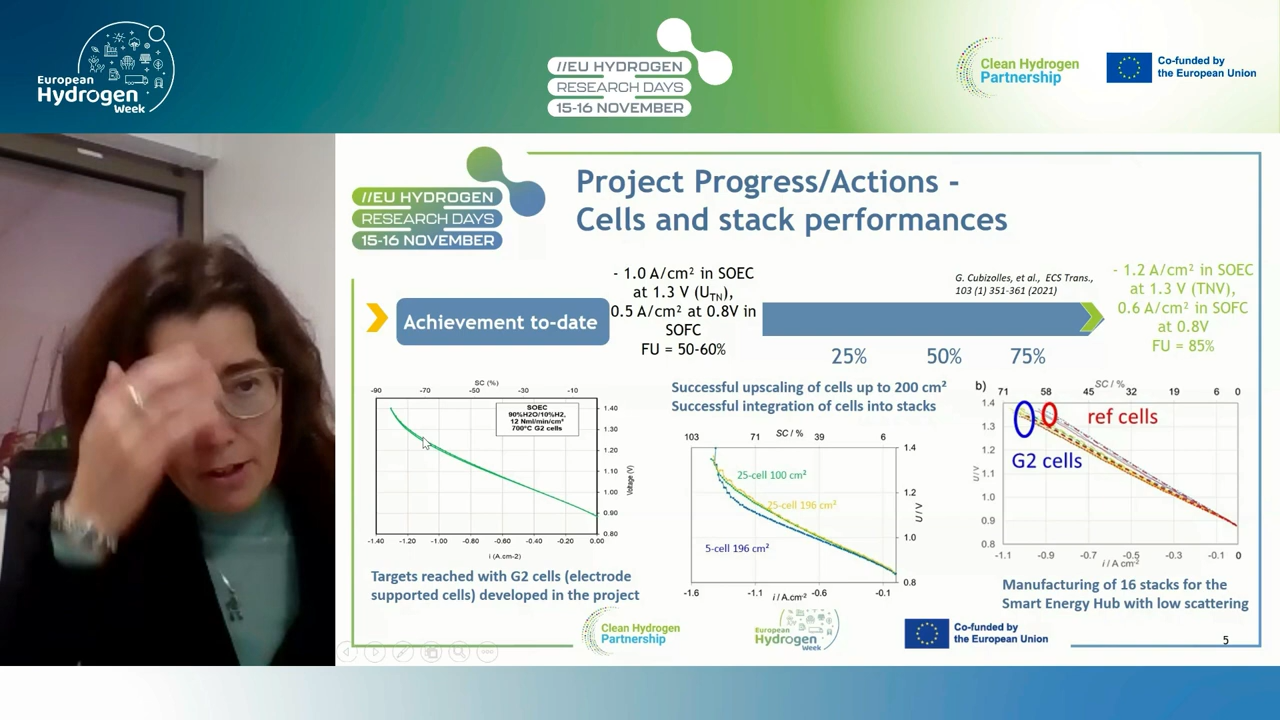 European
Hydrogen
Week
//EU HYDROGEN
RESEARCH DAYS
15-16 NOVEMBER
Clean Hydrogen
Partnership
Co-funded by
the European Union
//EU HYDROGEN
RESEARCH DAYS
15-16 NOVEMBER
Project Progress/Actions -
Cells and stack performances
Achievement to-date
- 1.0 A/cm² in SOEC
at 1.3 V (UTN),
0.5 A/cm² at 0.8V in
SOFC
FU = 50-60%
G. Cubizolles, et al., ECS Trans.,
103 (1) 351-361 (2021)
25% 50% 75%
- 1.2 A/cm² in SOEC
at 1.3 V (TNV),
0.6 A/cm² in SOFC
at 0.8V
FU = 85%
SC (%)
-90 -70 -50 -30 -10
SOEC
90%H2O/10%H2,
12 Nml/min/cm²
700°C G2 cells
1.40
1.20
1.10
1.00
0.90
0.80
Voltage (V)
-1.40 -1.20 -1.00 -0.80 -0.60 -0.40 -0.20 0.00
i (A.cm-2)
Targets reached with G2 cells (electrode
supported cells) developed in the project
Successful upscaling of cells up to 200 cm²
Successful integration of cells into stacks
103 71 SC / % 39 6
1.4
25-cell 100 cm²
1.2
25-cell 196 cm²
U / V
1.0
5-cell 196 cm²
0.8
-1.6 -1.1 i / A.cm-2 -0.6 -0.1
b)
SC / %
71 58 45 32 19 6 0
1.4
ref cells
1.3
G2 cells
1.2
U / V
1.1
1.0
0.9
0.8
-1.1 -0.9 -0.7 -0.5 -0.3 -0.1 0
i / A cm-2
Manufacturing of 16 stacks for the
Smart Energy Hub with low scattering
Clean Hydrogen
Partnership
European
Hydrogen
Week
Co-funded by
the European Union
5